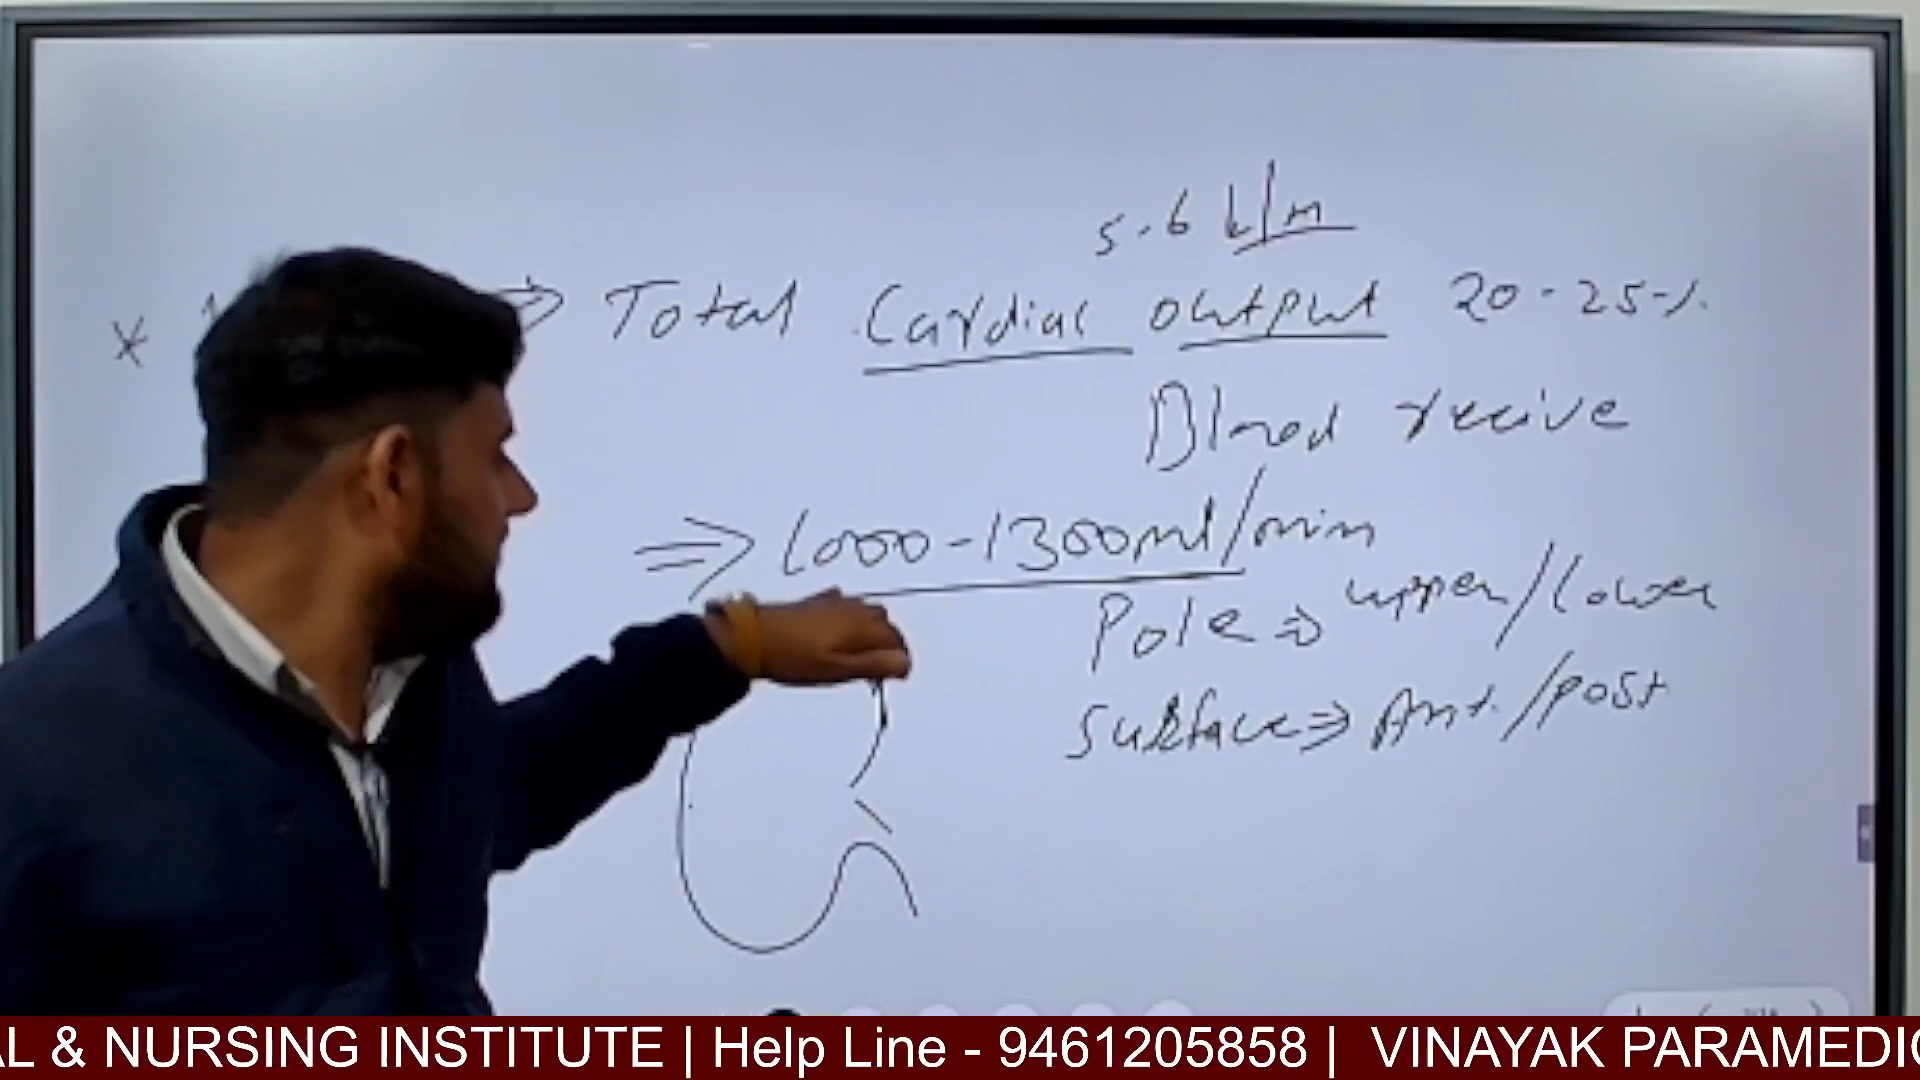 5.6 L/m
* ⇒ Total Cardiac output 20-25%
Blood recive
⇒ 1000-1300ml/min
Pole ⇒ upper/lower
Surface ⇒ Ant./post
AL & NURSING INSTITUTE | Help Line - 9461205858 | VINAYAK PARAMEDIC